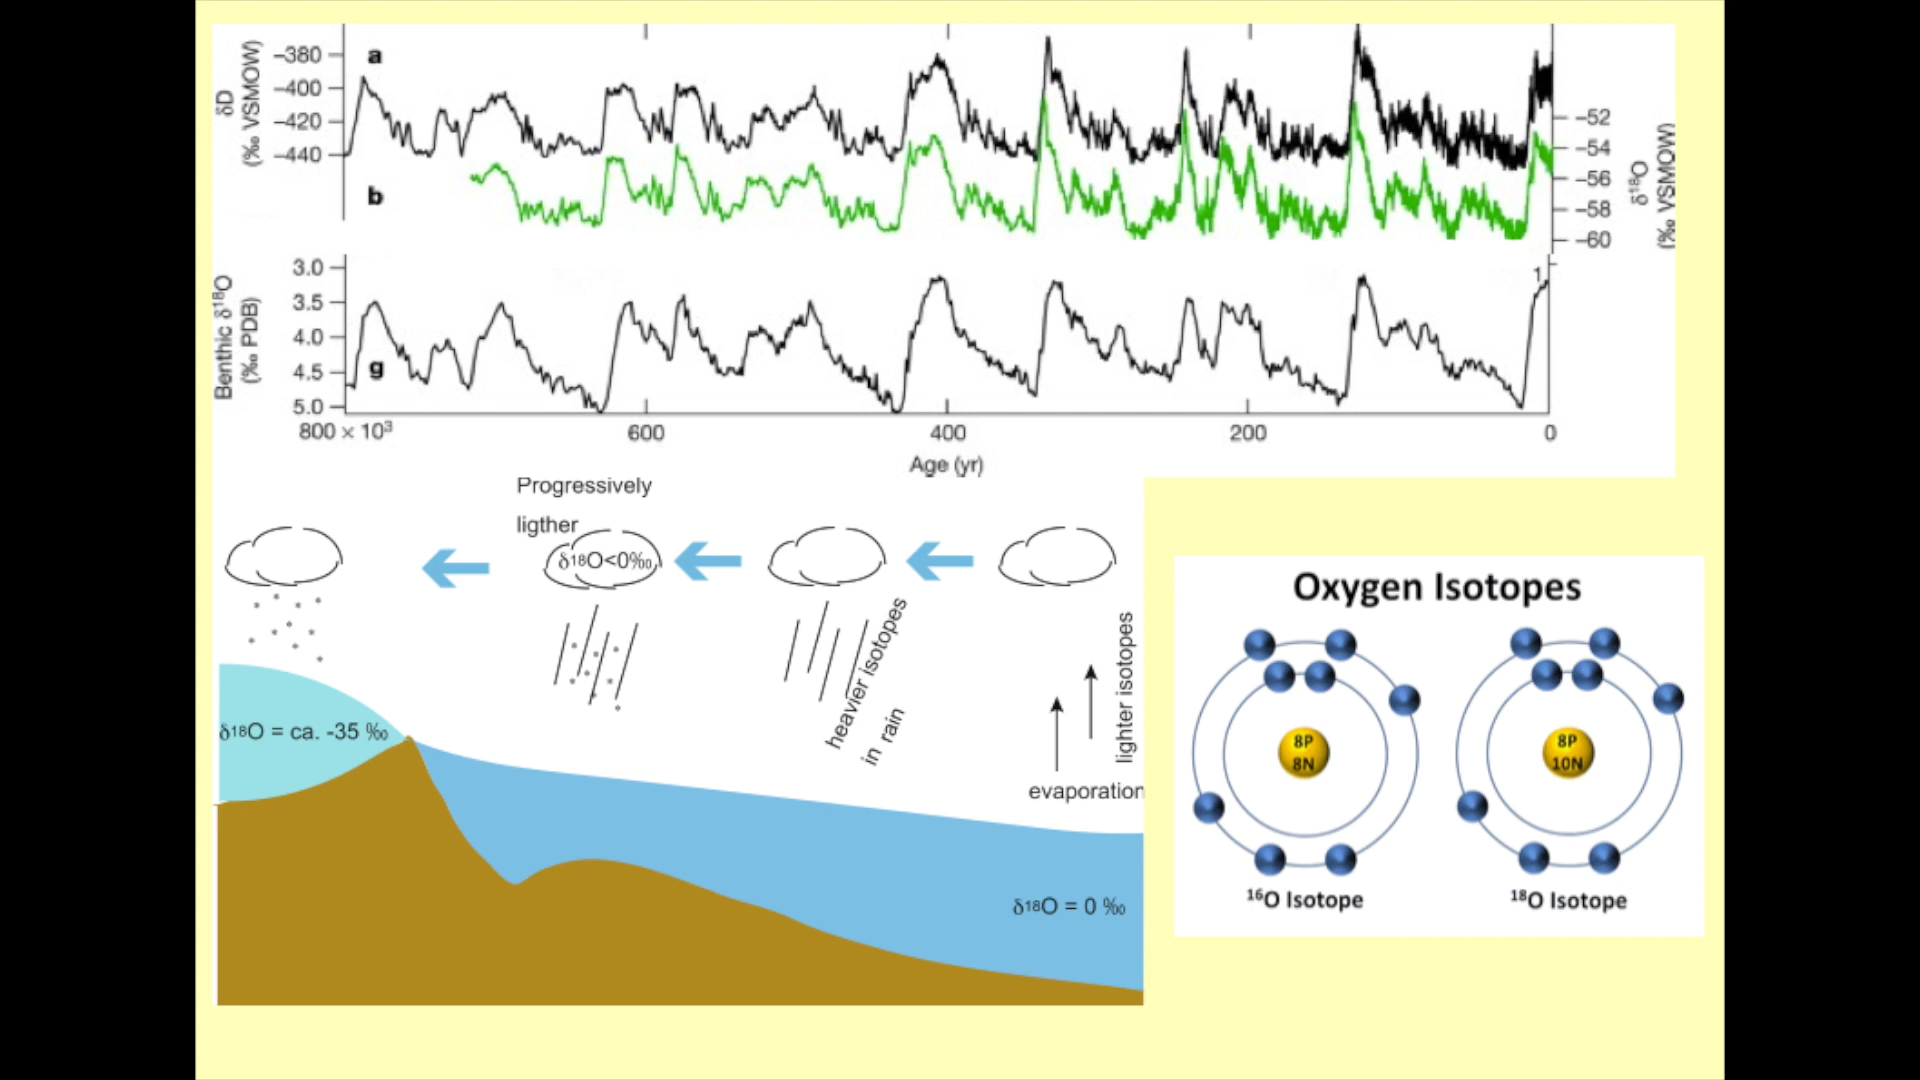 a
δD
(‰ VSMOW)
−380
−400
−420
−440
b
−52
−54
−56
−58
−60
δ¹⁸O
(‰ VSMOW)
Benthic δ¹⁸O
(‰ PDB)
3.0
3.5
4.0
4.5
5.0
g
1
800 × 10³ 600 400 200 0
Age (yr)
Progressively
ligther
δ18O<0‰
heavier isotopes
in rain
lighter isotopes
evaporation
δ18O = ca. -35 ‰
δ18O = 0 ‰
Oxygen Isotopes
8P
8N
8P
10N
¹⁶O Isotope
¹⁸O Isotope